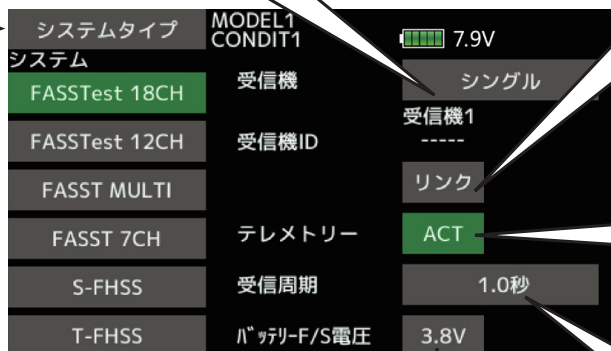 システムタイプ
MODEL1
CONDIT1
7.9V
システム
FASSTest 18CH
受信機
シングル
受信機1
FASSTest 12CH
受信機ID
-----
FASST MULTI
リンク
FASST 7CH
テレメトリー
ACT
S-FHSS
受信周期
1.0秒
T-FHSS
バッテリーF/S電圧
3.8V